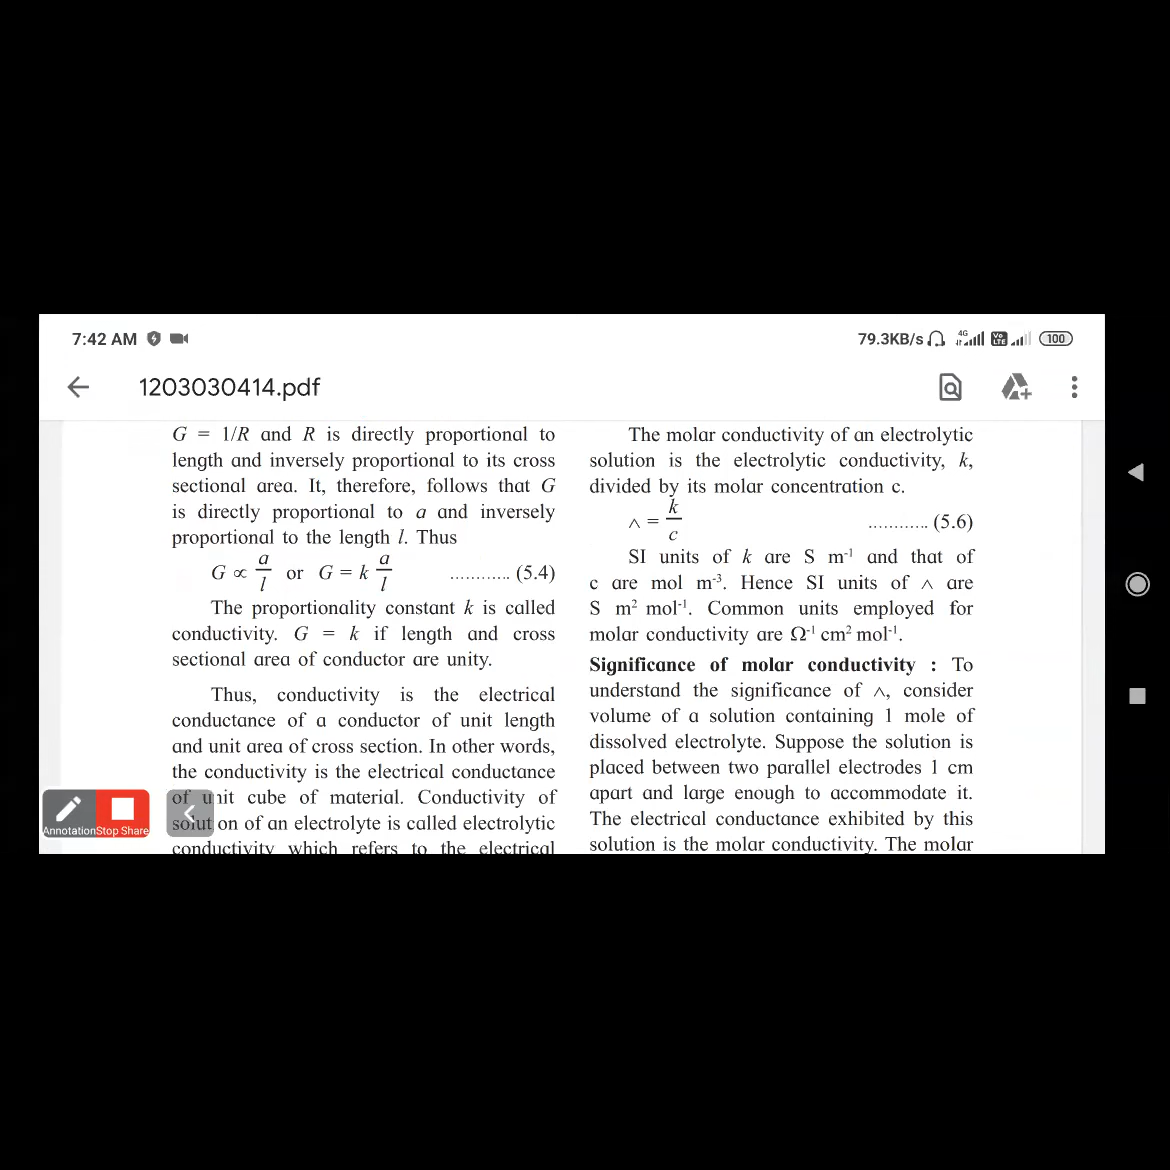 7:42 AM
79.3KB/s 4G Vo LTE 100
1203030414.pdf
G = 1/R and R is directly proportional to
length and inversely proportional to its cross
sectional area. It, therefore, follows that G
is directly proportional to a and inversely
proportional to the length l. Thus
G ∝ a/l or G = k a/l ............ (5.4)
The proportionality constant k is called
conductivity. G = k if length and cross
sectional area of conductor are unity.
Thus, conductivity is the electrical
conductance of a conductor of unit length
and unit area of cross section. In other words,
the conductivity is the electrical conductance
of unit cube of material. Conductivity of
solution of an electrolyte is called electrolytic
conductivity which refers to the electrical
The molar conductivity of an electrolytic
solution is the electrolytic conductivity, k,
divided by its molar concentration c.
∧ = k/c ............ (5.6)
SI units of k are S m⁻¹ and that of
c are mol m⁻³. Hence SI units of ∧ are
S m² mol⁻¹. Common units employed for
molar conductivity are Ω⁻¹ cm² mol⁻¹.
Significance of molar conductivity : To
understand the significance of ∧, consider
volume of a solution containing 1 mole of
dissolved electrolyte. Suppose the solution is
placed between two parallel electrodes 1 cm
apart and large enough to accommodate it.
The electrical conductance exhibited by this
solution is the molar conductivity. The molar
Annotation Stop Share